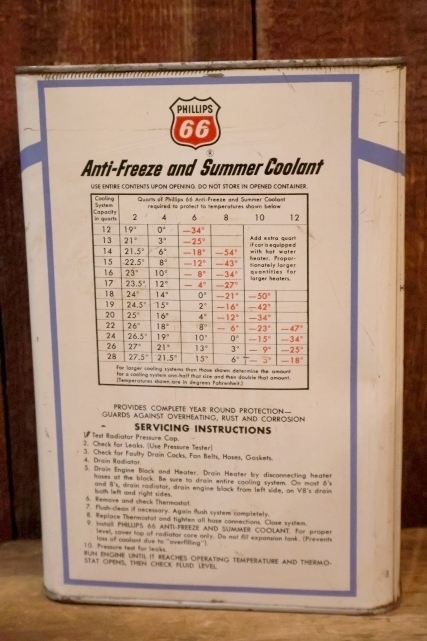 PHILLIPS
66
®
Anti-Freeze and Summer Coolant
USE ENTIRE CONTENTS UPON OPENING. DO NOT STORE IN OPENED CONTAINER.
Cooling System Capacity in quarts
Quarts of Phillips 66 Anti-Freeze and Summer Coolant
required to protect to temperatures shown below
2 4 6 8 10 12
12 19° 0° —34°
13 21° 3° —25°
14 21.5° 6° —18° —54°
15 22.5° 8° —12° —43°
16 23° 10° — 8° —34°
17 23.5° 12° — 4° —27°
18 24° 14° 0° —21° —50°
19 24.5° 15° 2° —16° —42°
20 25° 16° 4° —12° —34°
22 26° 18° 8° — 6° —23° —47°
24 26.5° 19° 10° 0° —15° —34°
26 27° 21° 13° 3° — 9° —25°
28 27.5° 21.5° 15° 6° — 3° —18°
Add extra quart
if car is equipped
with hot water
heater. Propor-
tionately larger
quantities for
larger heaters.
For larger cooling systems than those shown determine the amount
for a cooling system one-half that size and then double that amount.
(Temperatures shown are in degrees Fahrenheit.)
PROVIDES COMPLETE YEAR ROUND PROTECTION—
GUARDS AGAINST OVERHEATING, RUST AND CORROSION
SERVICING INSTRUCTIONS
1. Test Radiator Pressure Cap.
2. Check for Leaks. (Use Pressure Tester)
3. Check for Faulty Drain Cocks, Fan Belts, Hoses, Gaskets.
4. Drain Radiator.
5. Drain Engine Block and Heater. Drain Heater by disconnecting heater
hoses at the block. Be sure to drain entire cooling system. On most 6's
and 8's, drain radiator, drain engine block from left side, on V8's drain
both left and right sides.
6. Remove and check Thermostat.
7. Flush-clean if necessary. Again flush system completely.
8. Replace Thermostat and tighten all hose connections. Close system.
9. Install PHILLIPS 66 ANTI-FREEZE AND SUMMER COOLANT. For proper
level, cover top of radiator core only. Do not fill expansion tank. (Prevents
loss of coolant due to "overfilling").
10. Pressure test for leaks.
RUN ENGINE UNTIL IT REACHES OPERATING TEMPERATURE AND THERMO-
STAT OPENS, THEN CHECK FLUID LEVEL.